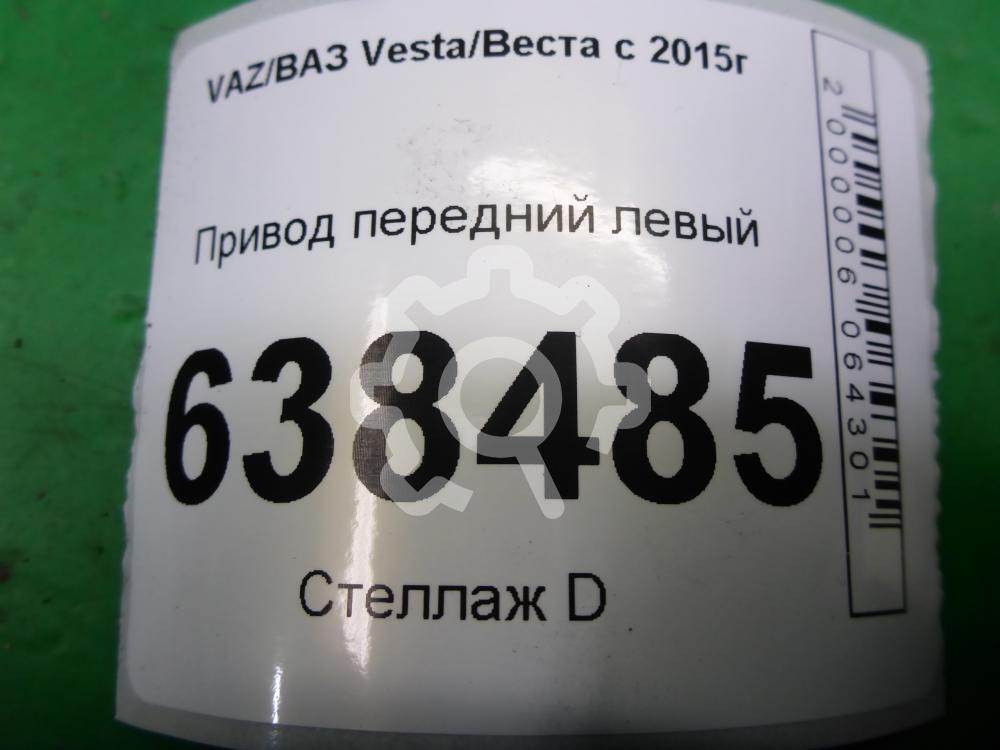 VAZ/ВАЗ Vesta/Веста с 2015г
Привод передний левый
638485
Стеллаж D
2000006064301